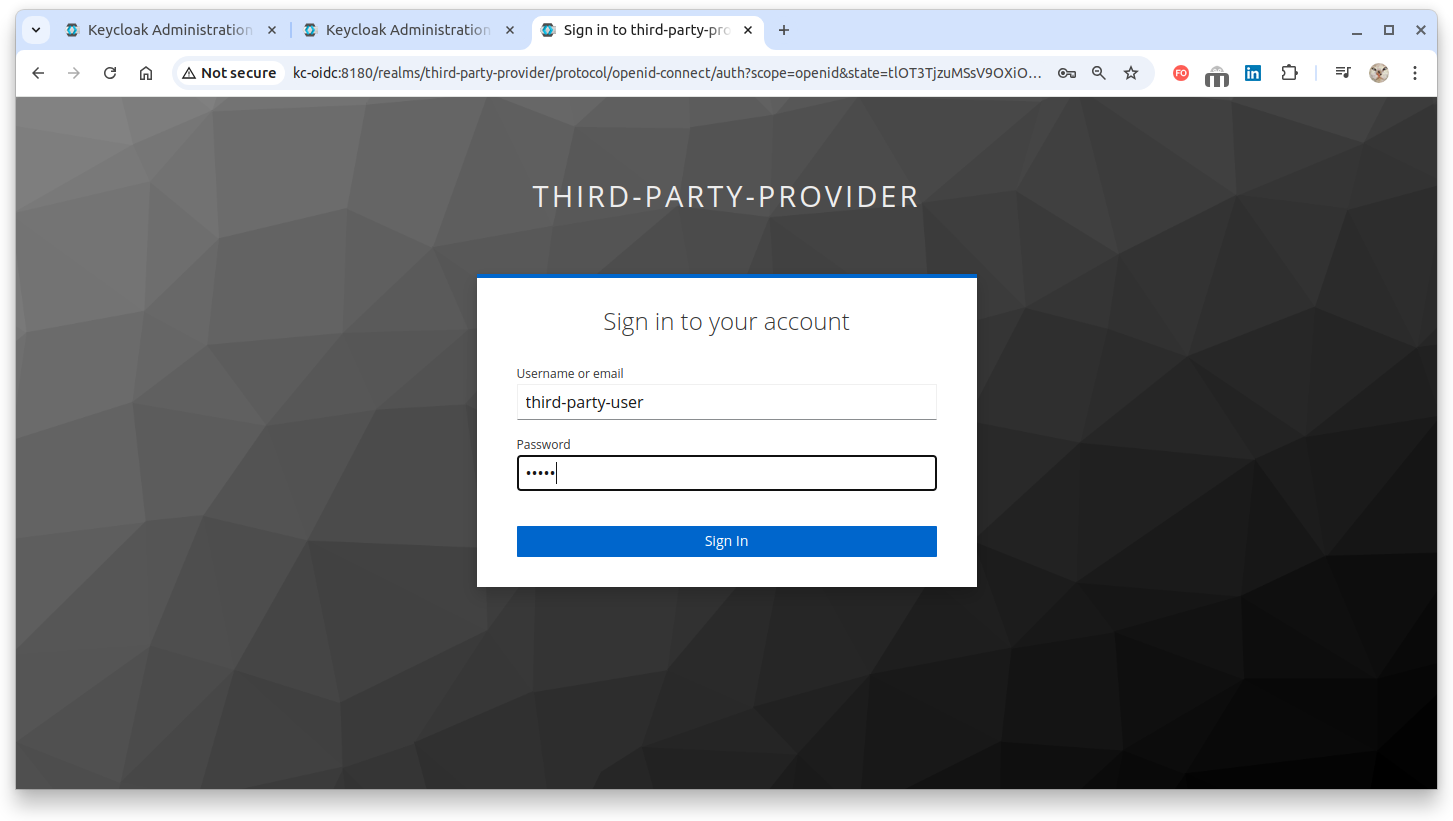 Keycloak Administration
Keycloak Administration
Sign in to third-party-pro
Not secure
kc-oidc:8180/realms/third-party-provider/protocol/openid-connect/auth?scope=openid&state=tlOT3TjzuMSsV9OXiO...
FO
in
THIRD-PARTY-PROVIDER
Sign in to your account
Username or email
third-party-user
Password
•••••
Sign In